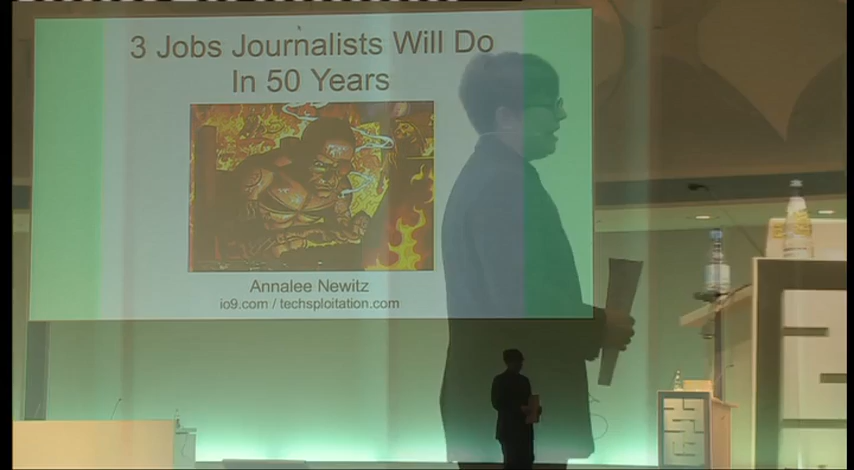 3 Jobs Journalists Will Do
In 50 Years
Annalee Newitz
io9.com / techsploitation.com